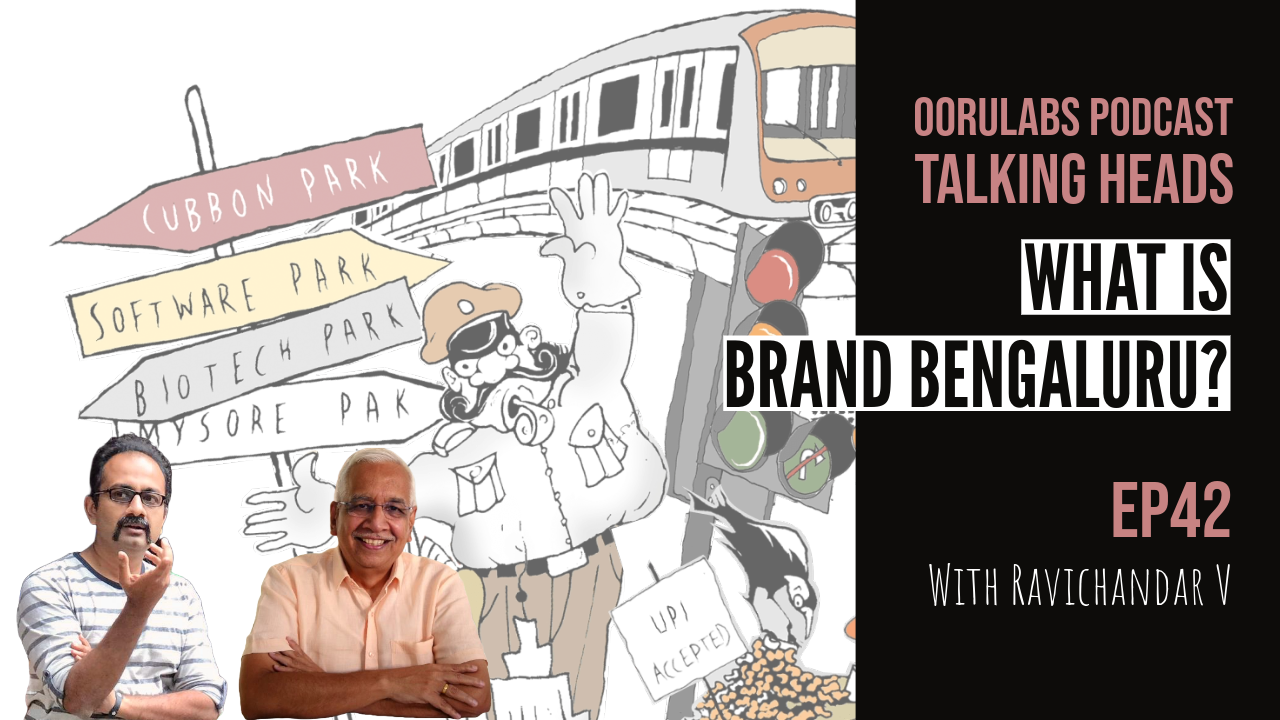 CUBBON PARK
SOFTWARE PARK
BIOTECH PARK
MYSORE PAK
UPI
ACCEPTED
OORULABS PODCAST
TALKING HEADS
WHAT IS
BRAND BENGALURU?
EP42
WITH RAVICHANDAR V